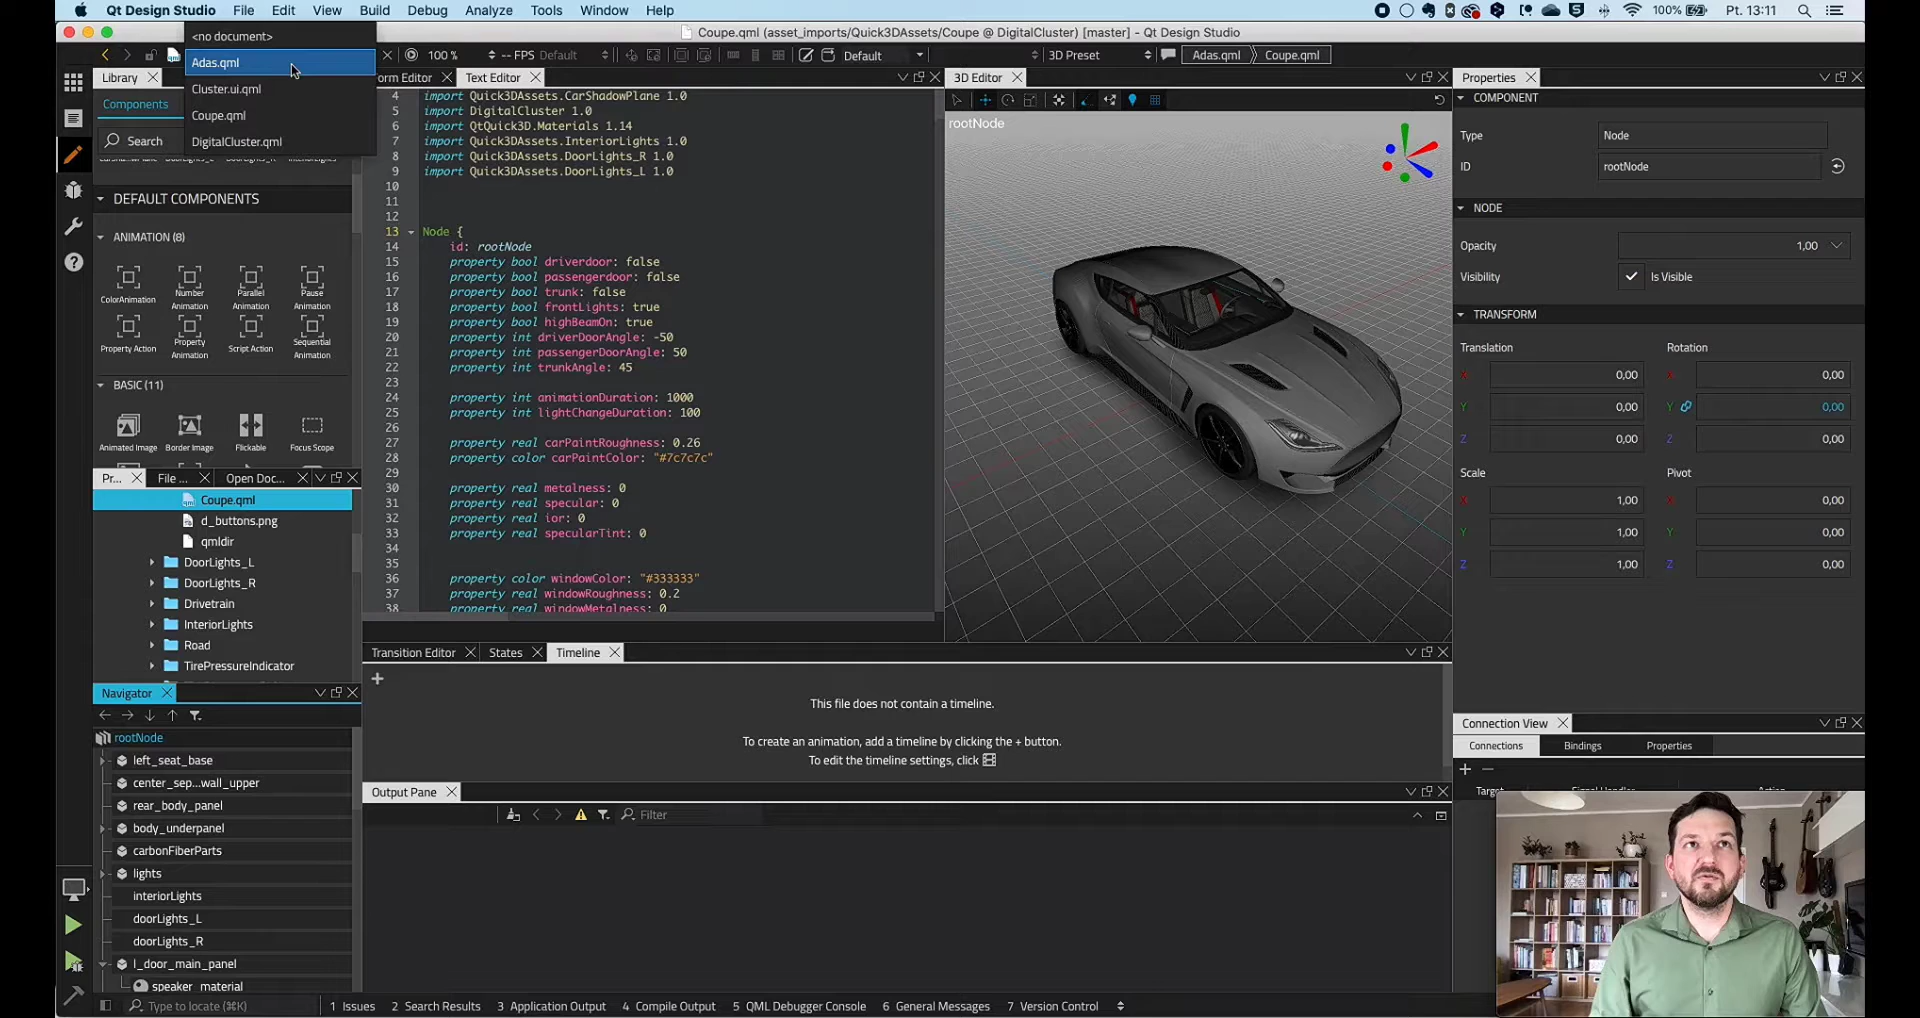 Qt Design Studio File Edit View Build Debug Analyze Tools Window Help 100% Pt. 13:11
Coupe.qml (asset_imports/Quick3DAssets/Coupe @ DigitalCluster) [master] - Qt Design Studio
<no document>
Adas.qml
Cluster.ui.qml
Coupe.qml
DigitalCluster.qml
100 % -- FPS Default Default 3D Preset Adas.qml Coupe.qml
Library
Components
Search
DEFAULT COMPONENTS
ANIMATION (8)
ColorAnimation
Number Animation
Parallel Animation
Pause Animation
Property Action
Property Animation
Script Action
Sequential Animation
BASIC (11)
Animated Image
Border Image
Flickable
Focus Scope
Pr... File ... Open Doc...
Coupe.qml
d_buttons.png
qmldir
DoorLights_L
DoorLights_R
Drivetrain
InteriorLights
Road
TirePressureIndicator
Navigator
rootNode
left_seat_base
center_sep...wall_upper
rear_body_panel
body_underpanel
carbonFiberParts
lights
interiorLights
doorLights_L
doorLights_R
l_door_main_panel
speaker_material
orm Editor Text Editor
4 import Quick3DAssets.CarShadowPlane 1.0
5 import DigitalCluster 1.0
6 import QtQuick3D.Materials 1.14
7 import Quick3DAssets.InteriorLights 1.0
8 import Quick3DAssets.DoorLights_R 1.0
9 import Quick3DAssets.DoorLights_L 1.0
10
11
12
13 Node {
14 id: rootNode
15 property bool driverdoor: false
16 property bool passengerdoor: false
17 property bool trunk: false
18 property bool frontLights: true
19 property bool highBeamOn: true
20 property int driverDoorAngle: -50
21 property int passengerDoorAngle: 50
22 property int trunkAngle: 45
23
24 property int animationDuration: 1000
25 property int lightChangeDuration: 100
26
27 property real carPaintRoughness: 0.26
28 property color carPaintColor: "#7c7c7c"
29
30 property real metalness: 0
31 property real specular: 0
32 property real ior: 0
33 property real specularTint: 0
34
35
36 property color windowColor: "#333333"
37 property real windowRoughness: 0.2
38 property real windowMetalness: 0
3D Editor
rootNode
Transition Editor States Timeline
This file does not contain a timeline.
To create an animation, add a timeline by clicking the + button.
To edit the timeline settings, click
Output Pane
Filter
Properties
COMPONENT
Type Node
ID rootNode
NODE
Opacity 1,00
Visibility Is Visible
TRANSFORM
Translation Rotation
X 0,00 X 0,00
Y 0,00 Y 0,00
Z 0,00 Z 0,00
Scale Pivot
X 1,00 X 0,00
Y 1,00 Y 0,00
Z 1,00 Z 0,00
Connection View
Connections Bindings Properties
Target Signal Handler Action
Type to locate (⌘K) 1 Issues 2 Search Results 3 Application Output 4 Compile Output 5 QML Debugger Console 6 General Messages 7 Version Control